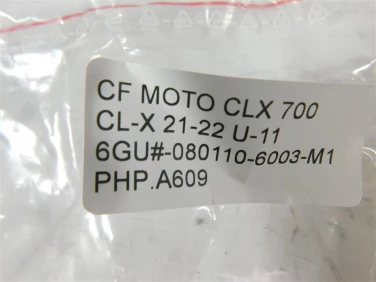 CF MOTO CLX 700
CL-X 21-22 U-11
6GU#-080110-6003-M1
PHP.A609